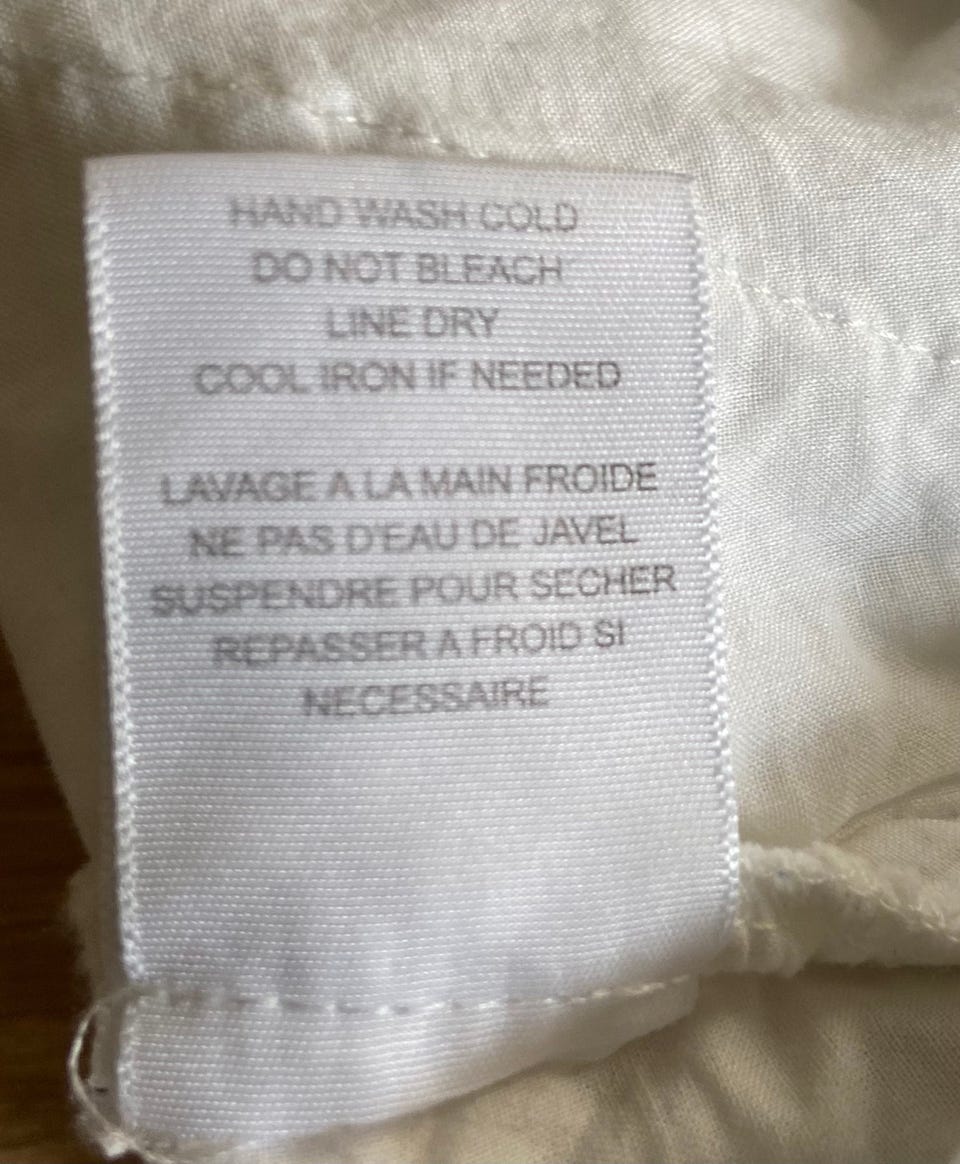 HAND WASH COLD
DO NOT BLEACH
LINE DRY
COOL IRON IF NEEDED
LAVAGE A LA MAIN FROIDE
NE PAS D'EAU DE JAVEL
SUSPENDRE POUR SECHER
REPASSER A FROID SI
NECESSAIRE